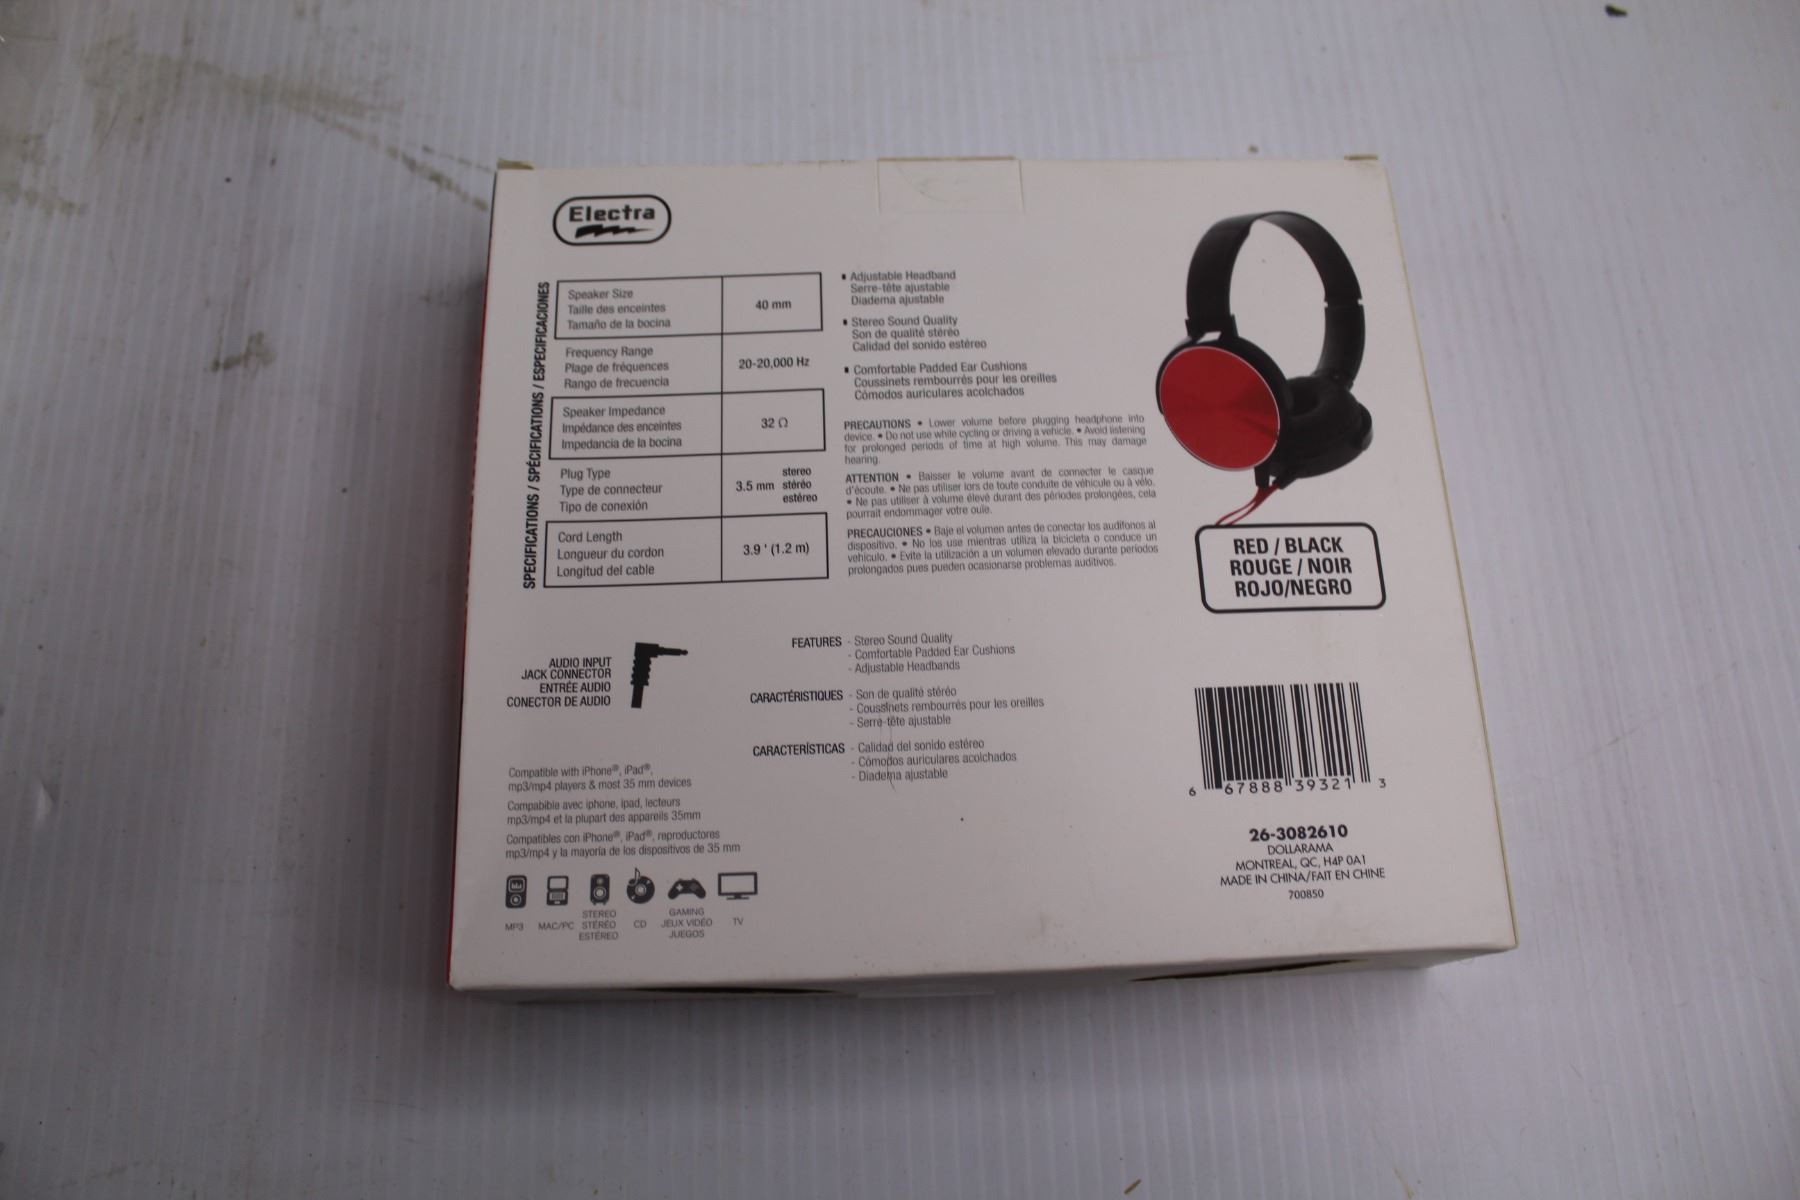 Electra
SPECIFICATIONS / SPÉCIFICATIONS / ESPECIFICACIONES
Speaker Size
Taille des enceintes
Tamaño de la bocina
40 mm
Frequency Range
Plage de fréquences
Rango de frecuencia
20-20,000 Hz
Speaker Impedance
Impédance des enceintes
Impedancia de la bocina
32 Ω
Plug Type
Type de connecteur
Tipo de conexión
3.5 mm
stereo
stéréo
estéreo
Cord Length
Longueur du cordon
Longitud del cable
3.9 ' (1.2 m)
▪ Adjustable Headband
Serre-tête ajustable
Diadema ajustable
▪ Stereo Sound Quality
Son de qualité stéréo
Calidad del sonido estéreo
▪ Comfortable Padded Ear Cushions
Coussinets rembourrés pour les oreilles
Cómodos auriculares acolchados
PRECAUTIONS • Lower volume before plugging headphone into
device. • Do not use while cycling or driving a vehicle. • Avoid listening
for prolonged periods of time at high volume. This may damage
hearing.
ATTENTION • Baisser le volume avant de connecter le casque
d'écoute. • Ne pas utiliser lors de toute conduite de véhicule ou à vélo.
• Ne pas utiliser à volume élevé durant des périodes prolongées, cela
pourrait endommager votre ouïe.
PRECAUCIONES • Baje el volumen antes de conectar los audífonos al
dispositivo. • No los use mientras utiliza la bicicleta o conduce un
vehículo. • Evite la utilización a un volumen elevado durante periodos
prolongados pues pueden ocasionarse problemas auditivos.
RED / BLACK
ROUGE / NOIR
ROJO/NEGRO
AUDIO INPUT
JACK CONNECTOR
ENTRÉE AUDIO
CONECTOR DE AUDIO
FEATURES - Stereo Sound Quality
- Comfortable Padded Ear Cushions
- Adjustable Headbands
CARACTÉRISTIQUES - Son de qualité stéréo
- Coussinets rembourrés pour les oreilles
- Serre-tête ajustable
CARACTERÍSTICAS - Calidad del sonido estéreo
- Cómodos auriculares acolchados
- Diadema ajustable
Compatible with iPhone®, iPad®,
mp3/mp4 players & most 35 mm devices
Compabible avec iphone, ipad, lecteurs
mp3/mp4 et la plupart des appareils 35mm
Compatibles con iPhone®, iPad®, reproductores
mp3/mp4 y la mayoría de los dispositivos de 35 mm
MP3
MAC/PC
STEREO
STÉRÉO
ESTÉREO
CD
GAMING
JEUX VIDÉO
JUEGOS
TV
6 67888 39321 3
26-3082610
DOLLARAMA
MONTREAL, QC, H4P 0A1
MADE IN CHINA/FAIT EN CHINE
700850